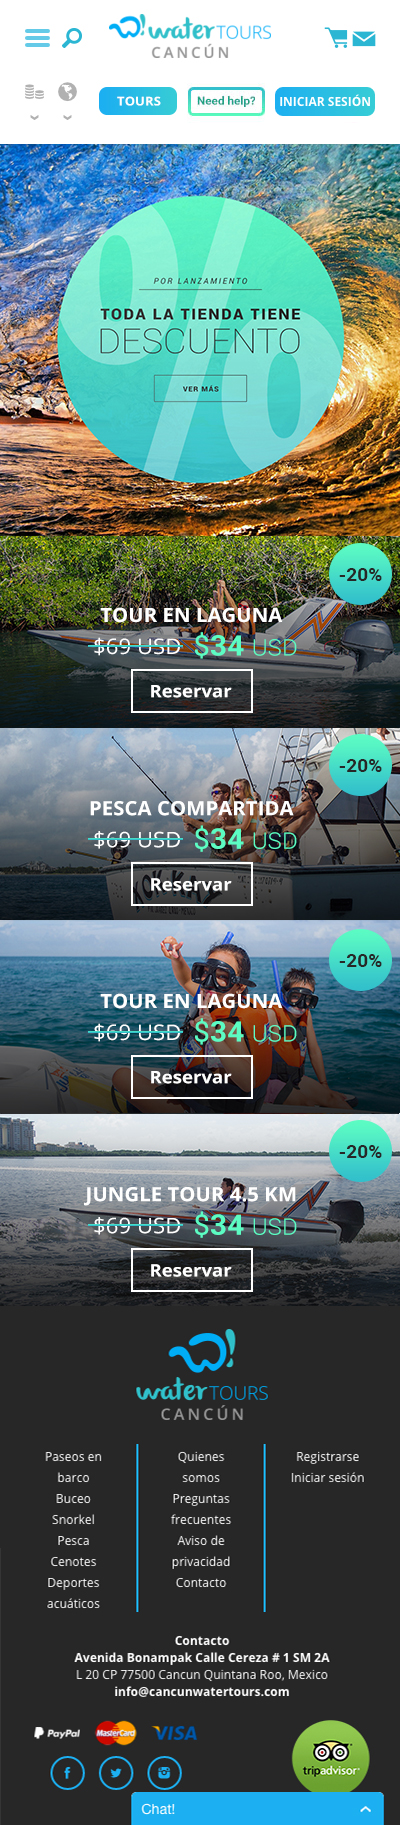 water TOURS
CANCÚN
TOURS
Need help?
INICIAR SESIÓN
%
POR LANZAMIENTO
TODA LA TIENDA TIENE
DESCUENTO
VER MÁS
-20%
TOUR EN LAGUNA
$69 USD $34 USD
Reservar
-20%
PESCA COMPARTIDA
$69 USD $34 USD
Reservar
-20%
TOUR EN LAGUNA
$69 USD $34 USD
Reservar
-20%
JUNGLE TOUR 4.5 KM
$69 USD $34 USD
Reservar
water TOURS
CANCÚN
Paseos en
barco
Buceo
Snorkel
Pesca
Cenotes
Deportes
acuáticos
Quienes
somos
Preguntas
frecuentes
Aviso de
privacidad
Contacto
Registrarse
Iniciar sesión
Contacto
Avenida Bonampak Calle Cereza # 1 SM 2A
L 20 CP 77500 Cancun Quintana Roo, Mexico
info@cancunwatertours.com
PayPal
MasterCard
VISA
tripadvisor
Chat!